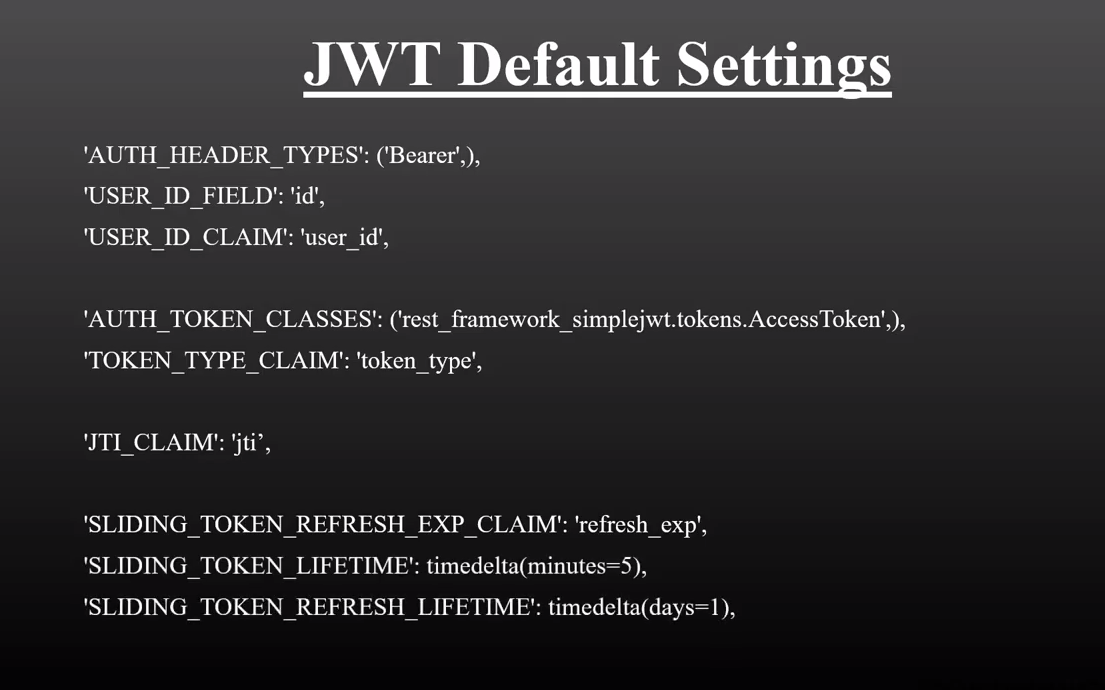 JWT Default Settings
'AUTH_HEADER_TYPES': ('Bearer',),
'USER_ID_FIELD': 'id',
'USER_ID_CLAIM': 'user_id',
'AUTH_TOKEN_CLASSES': ('rest_framework_simplejwt.tokens.AccessToken',),
'TOKEN_TYPE_CLAIM': 'token_type',
'JTI_CLAIM': 'jti’,
'SLIDING_TOKEN_REFRESH_EXP_CLAIM': 'refresh_exp',
'SLIDING_TOKEN_LIFETIME': timedelta(minutes=5),
'SLIDING_TOKEN_REFRESH_LIFETIME': timedelta(days=1),